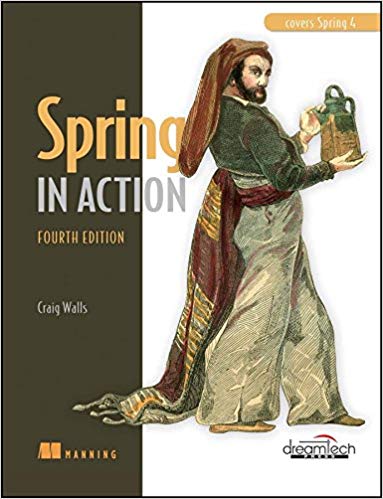 covers Spring 4
Spring
IN ACTION
FOURTH EDITION
Craig Walls
MANNING
dreamtech
PRESS